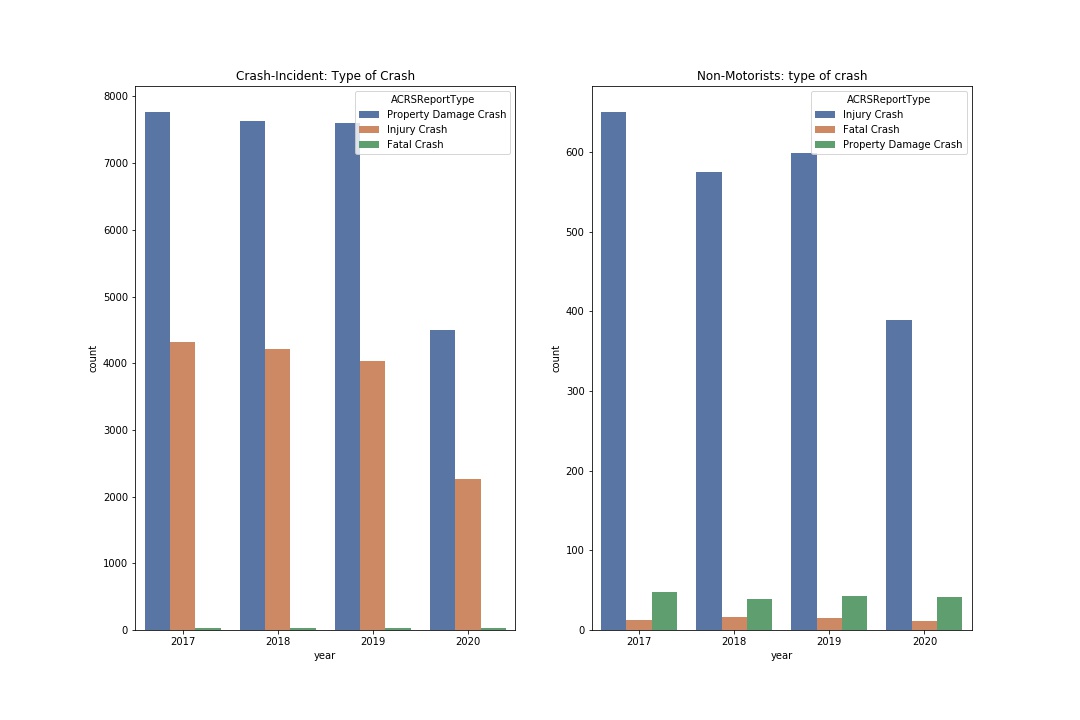 Crash-Incident: Type of Crash
8000
7000
6000
5000
4000
3000
2000
1000
0
count
2017 2018 2019 2020
year
ACRSReportType
Property Damage Crash
Injury Crash
Fatal Crash
Non-Motorists: type of crash
600
500
400
300
200
100
0
count
2017 2018 2019 2020
year
ACRSReportType
Injury Crash
Fatal Crash
Property Damage Crash